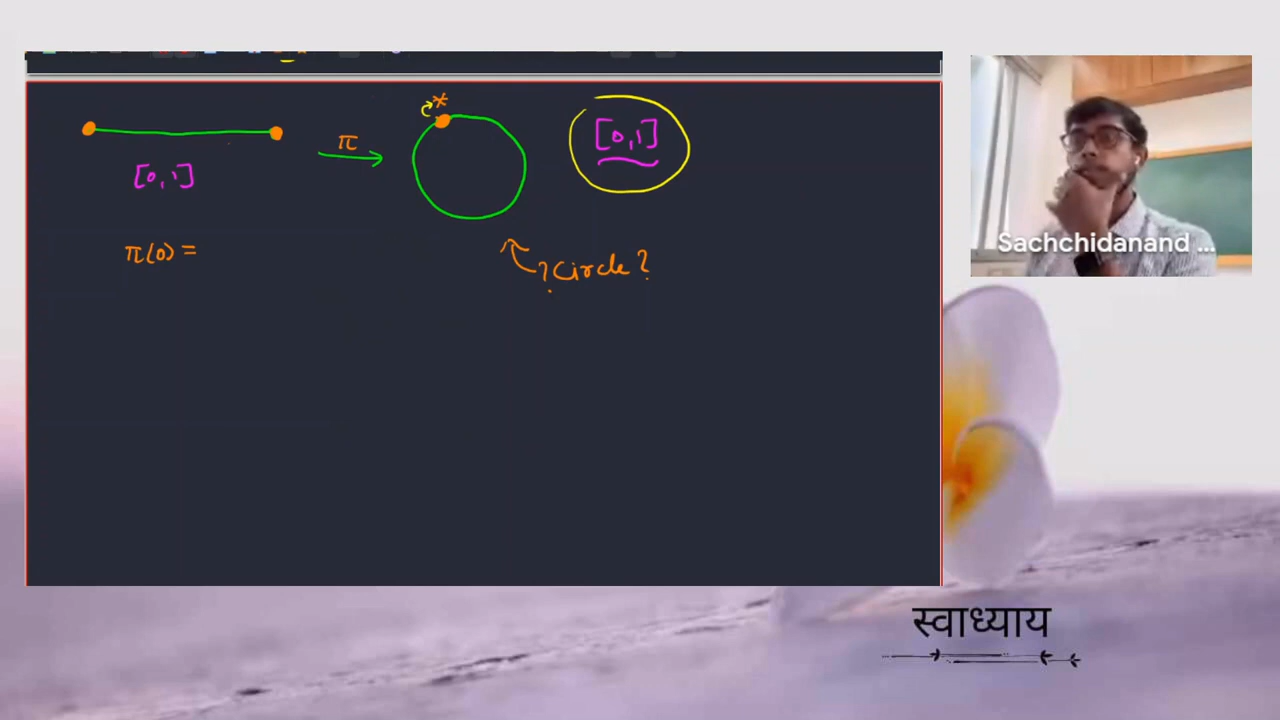 [0,1]
π
*
[0,1]
π(0) =
? Circle ?
Sachchidanand ...
स्वाध्याय